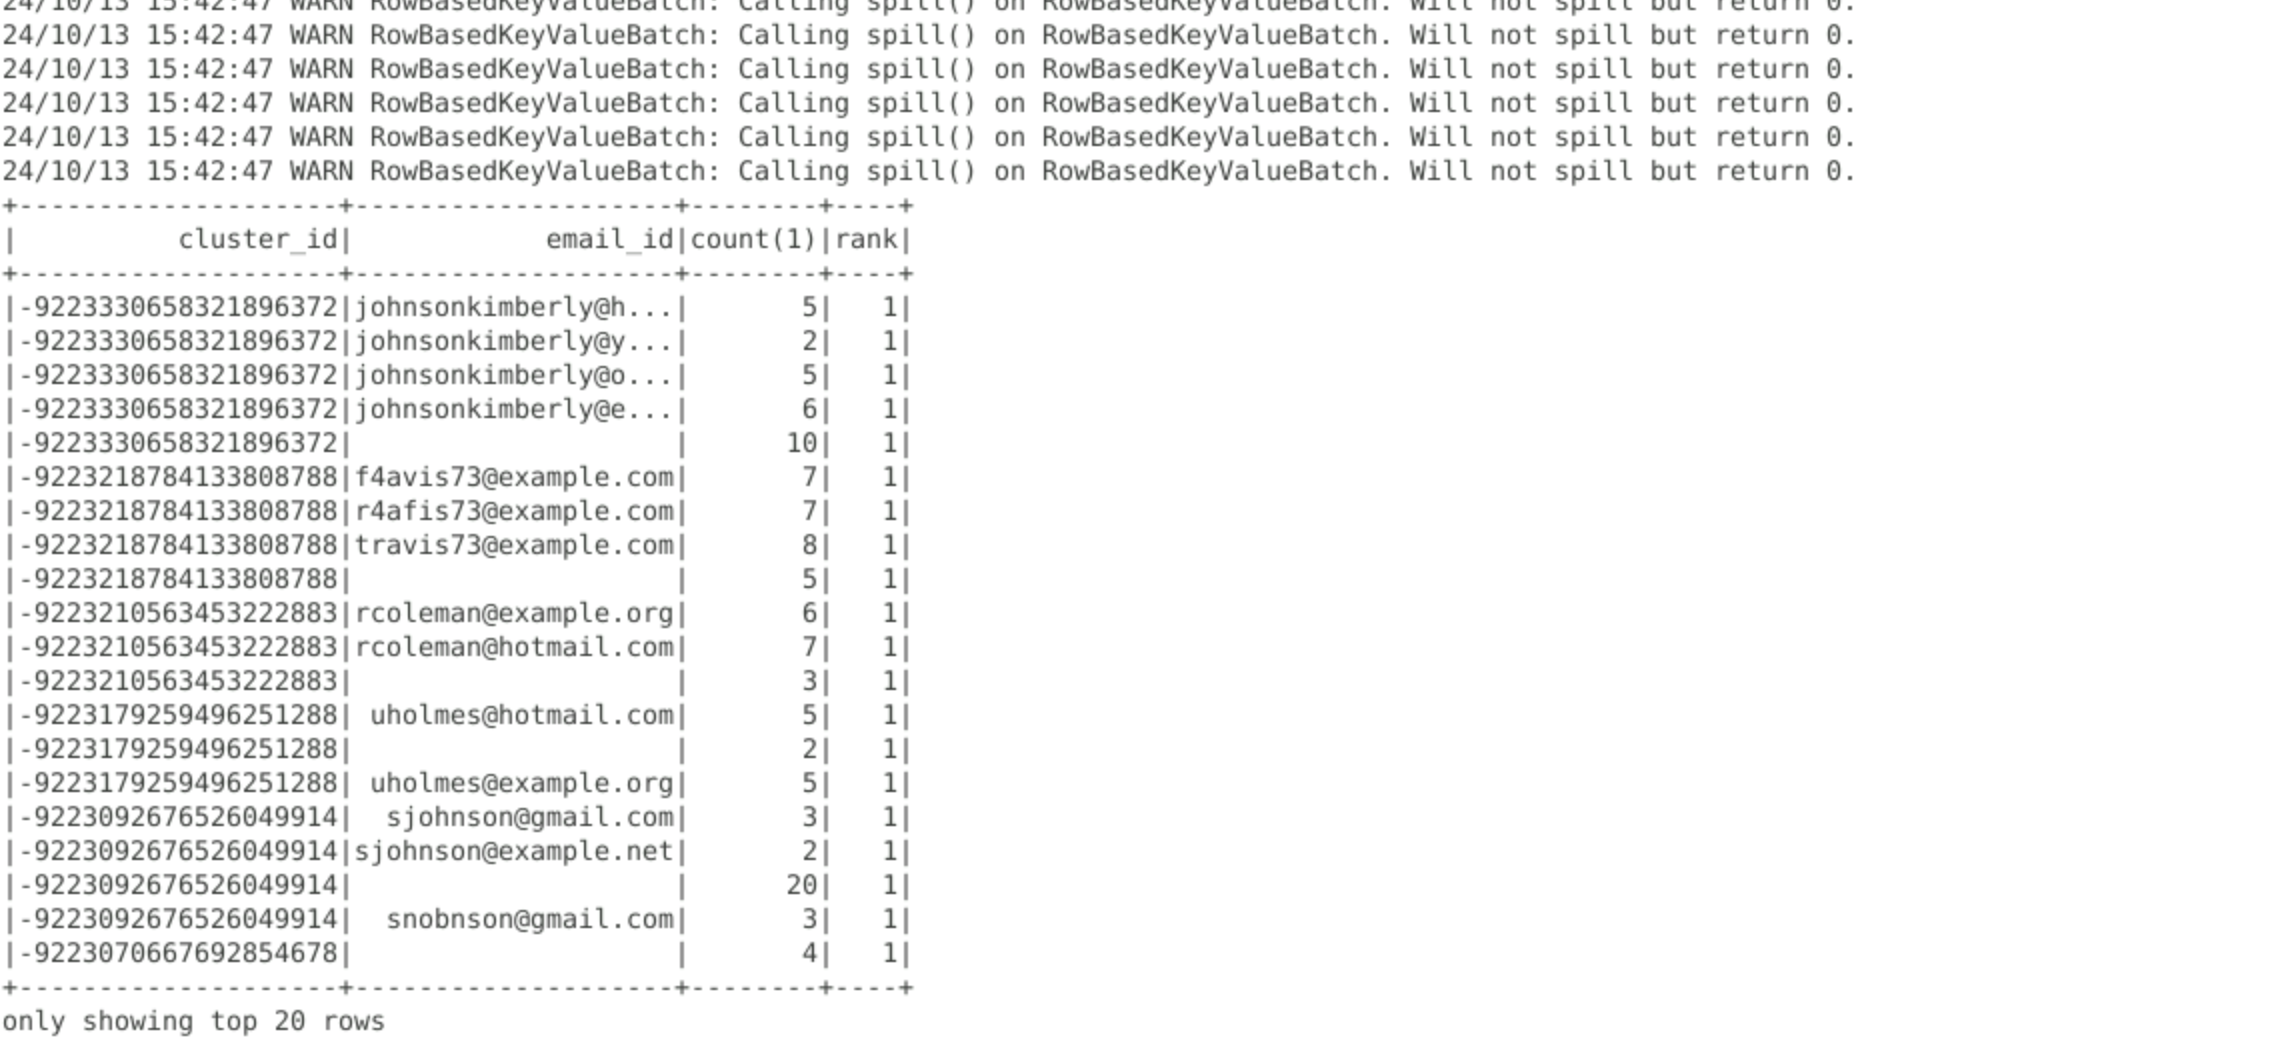 24/10/13 15:42:47 WARN RowBasedKeyValueBatch: Calling spill() on RowBasedKeyValueBatch. Will not spill but return 0.
24/10/13 15:42:47 WARN RowBasedKeyValueBatch: Calling spill() on RowBasedKeyValueBatch. Will not spill but return 0.
24/10/13 15:42:47 WARN RowBasedKeyValueBatch: Calling spill() on RowBasedKeyValueBatch. Will not spill but return 0.
24/10/13 15:42:47 WARN RowBasedKeyValueBatch: Calling spill() on RowBasedKeyValueBatch. Will not spill but return 0.
24/10/13 15:42:47 WARN RowBasedKeyValueBatch: Calling spill() on RowBasedKeyValueBatch. Will not spill but return 0.
24/10/13 15:42:47 WARN RowBasedKeyValueBatch: Calling spill() on RowBasedKeyValueBatch. Will not spill but return 0.
+--------------------+--------------------+--------+----+
|          cluster_id|            email_id|count(1)|rank|
+--------------------+--------------------+--------+----+
|-9223330658321896372|johnsonkimberly@h...|       5|   1|
|-9223330658321896372|johnsonkimberly@y...|       2|   1|
|-9223330658321896372|johnsonkimberly@o...|       5|   1|
|-9223330658321896372|johnsonkimberly@e...|       6|   1|
|-9223330658321896372|                    |      10|   1|
|-9223218784133808788|f4avis73@example.com|       7|   1|
|-9223218784133808788|r4afis73@example.com|       7|   1|
|-9223218784133808788|travis73@example.com|       8|   1|
|-9223218784133808788|                    |       5|   1|
|-9223210563453222883|rcoleman@example.org|       6|   1|
|-9223210563453222883|rcoleman@hotmail.com|       7|   1|
|-9223210563453222883|                    |       3|   1|
|-9223179259496251288| uholmes@hotmail.com|       5|   1|
|-9223179259496251288|                    |       2|   1|
|-9223179259496251288| uholmes@example.org|       5|   1|
|-9223092676526049914|  sjohnson@gmail.com|       3|   1|
|-9223092676526049914|sjohnson@example.net|       2|   1|
|-9223092676526049914|                    |      20|   1|
|-9223092676526049914|  snobnson@gmail.com|       3|   1|
|-9223070667692854678|                    |       4|   1|
+--------------------+--------------------+--------+----+
only showing top 20 rows